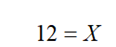 12 = X